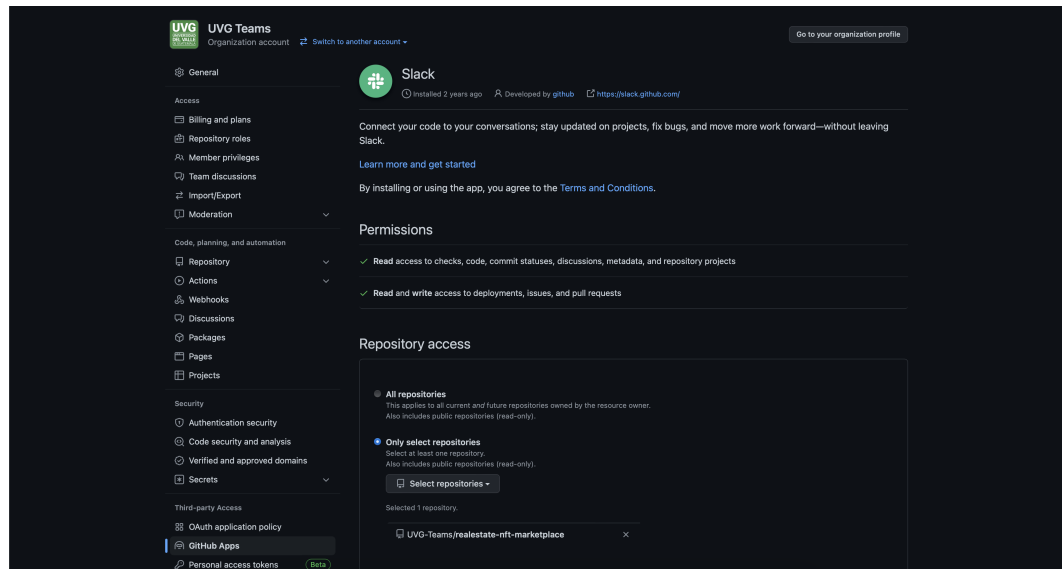 UVG
UNIVERSIDAD
DEL VALLE
UVG Teams
Organization account Switch to another account
Go to your organization profile
General
Access
Billing and plans
Repository roles
Member privileges
Team discussions
Import/Export
Moderation
Code, planning, and automation
Repository
Actions
Webhooks
Discussions
Packages
Pages
Projects
Security
Authentication security
Code security and analysis
Verified and approved domains
Secrets
Third-party Access
OAuth application policy
GitHub Apps
Personal access tokens Beta
Slack
Installed 2 years ago Developed by github https://slack.github.com/
Connect your code to your conversations; stay updated on projects, fix bugs, and move more work forward—without leaving
Slack.
Learn more and get started
By installing or using the app, you agree to the Terms and Conditions.
Permissions
Read access to checks, code, commit statuses, discussions, metadata, and repository projects
Read and write access to deployments, issues, and pull requests
Repository access
All repositories
This applies to all current and future repositories owned by the resource owner.
Also includes public repositories (read-only).
Only select repositories
Select at least one repository.
Also includes public repositories (read-only).
Select repositories
Selected 1 repository.
UVG-Teams/realestate-nft-marketplace